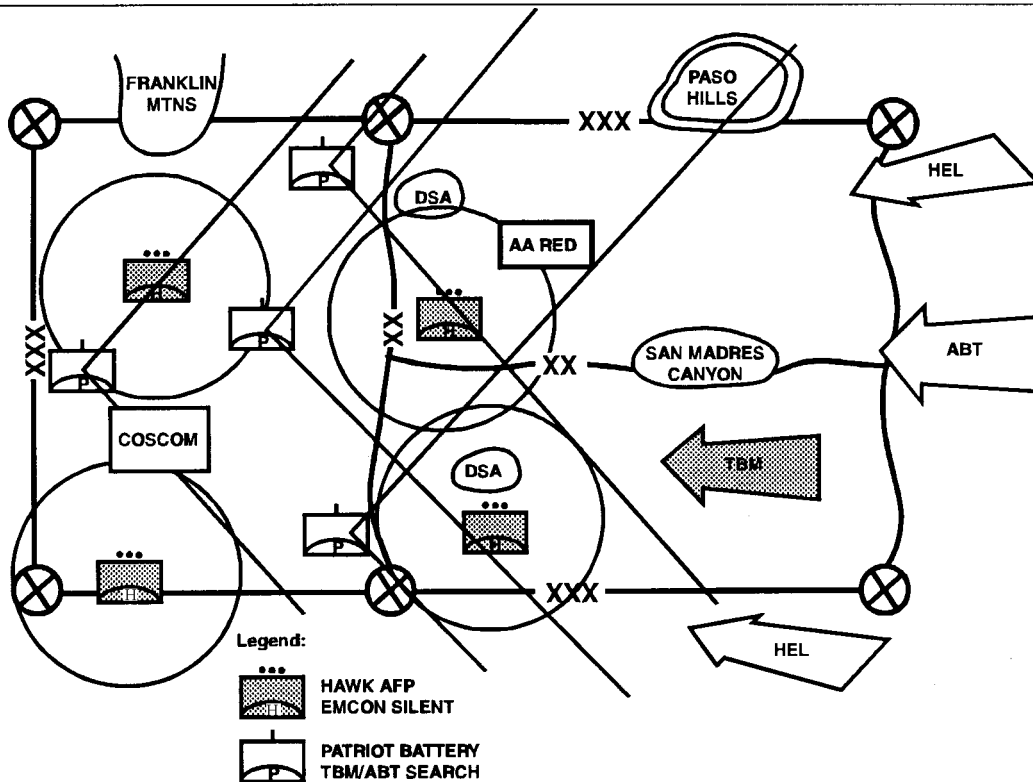 FRANKLIN
MTNS
PASO
HILLS
XXX
HEL
P
DSA
AA RED
H
H
XXX
P
XX
P
XX
SAN MADRES
CANYON
ABT
COSCOM
TBM
DSA
P
H
H
XXX
HEL
Legend:
H
HAWK AFP
EMCON SILENT
P
PATRIOT BATTERY
TBM/ABT SEARCH